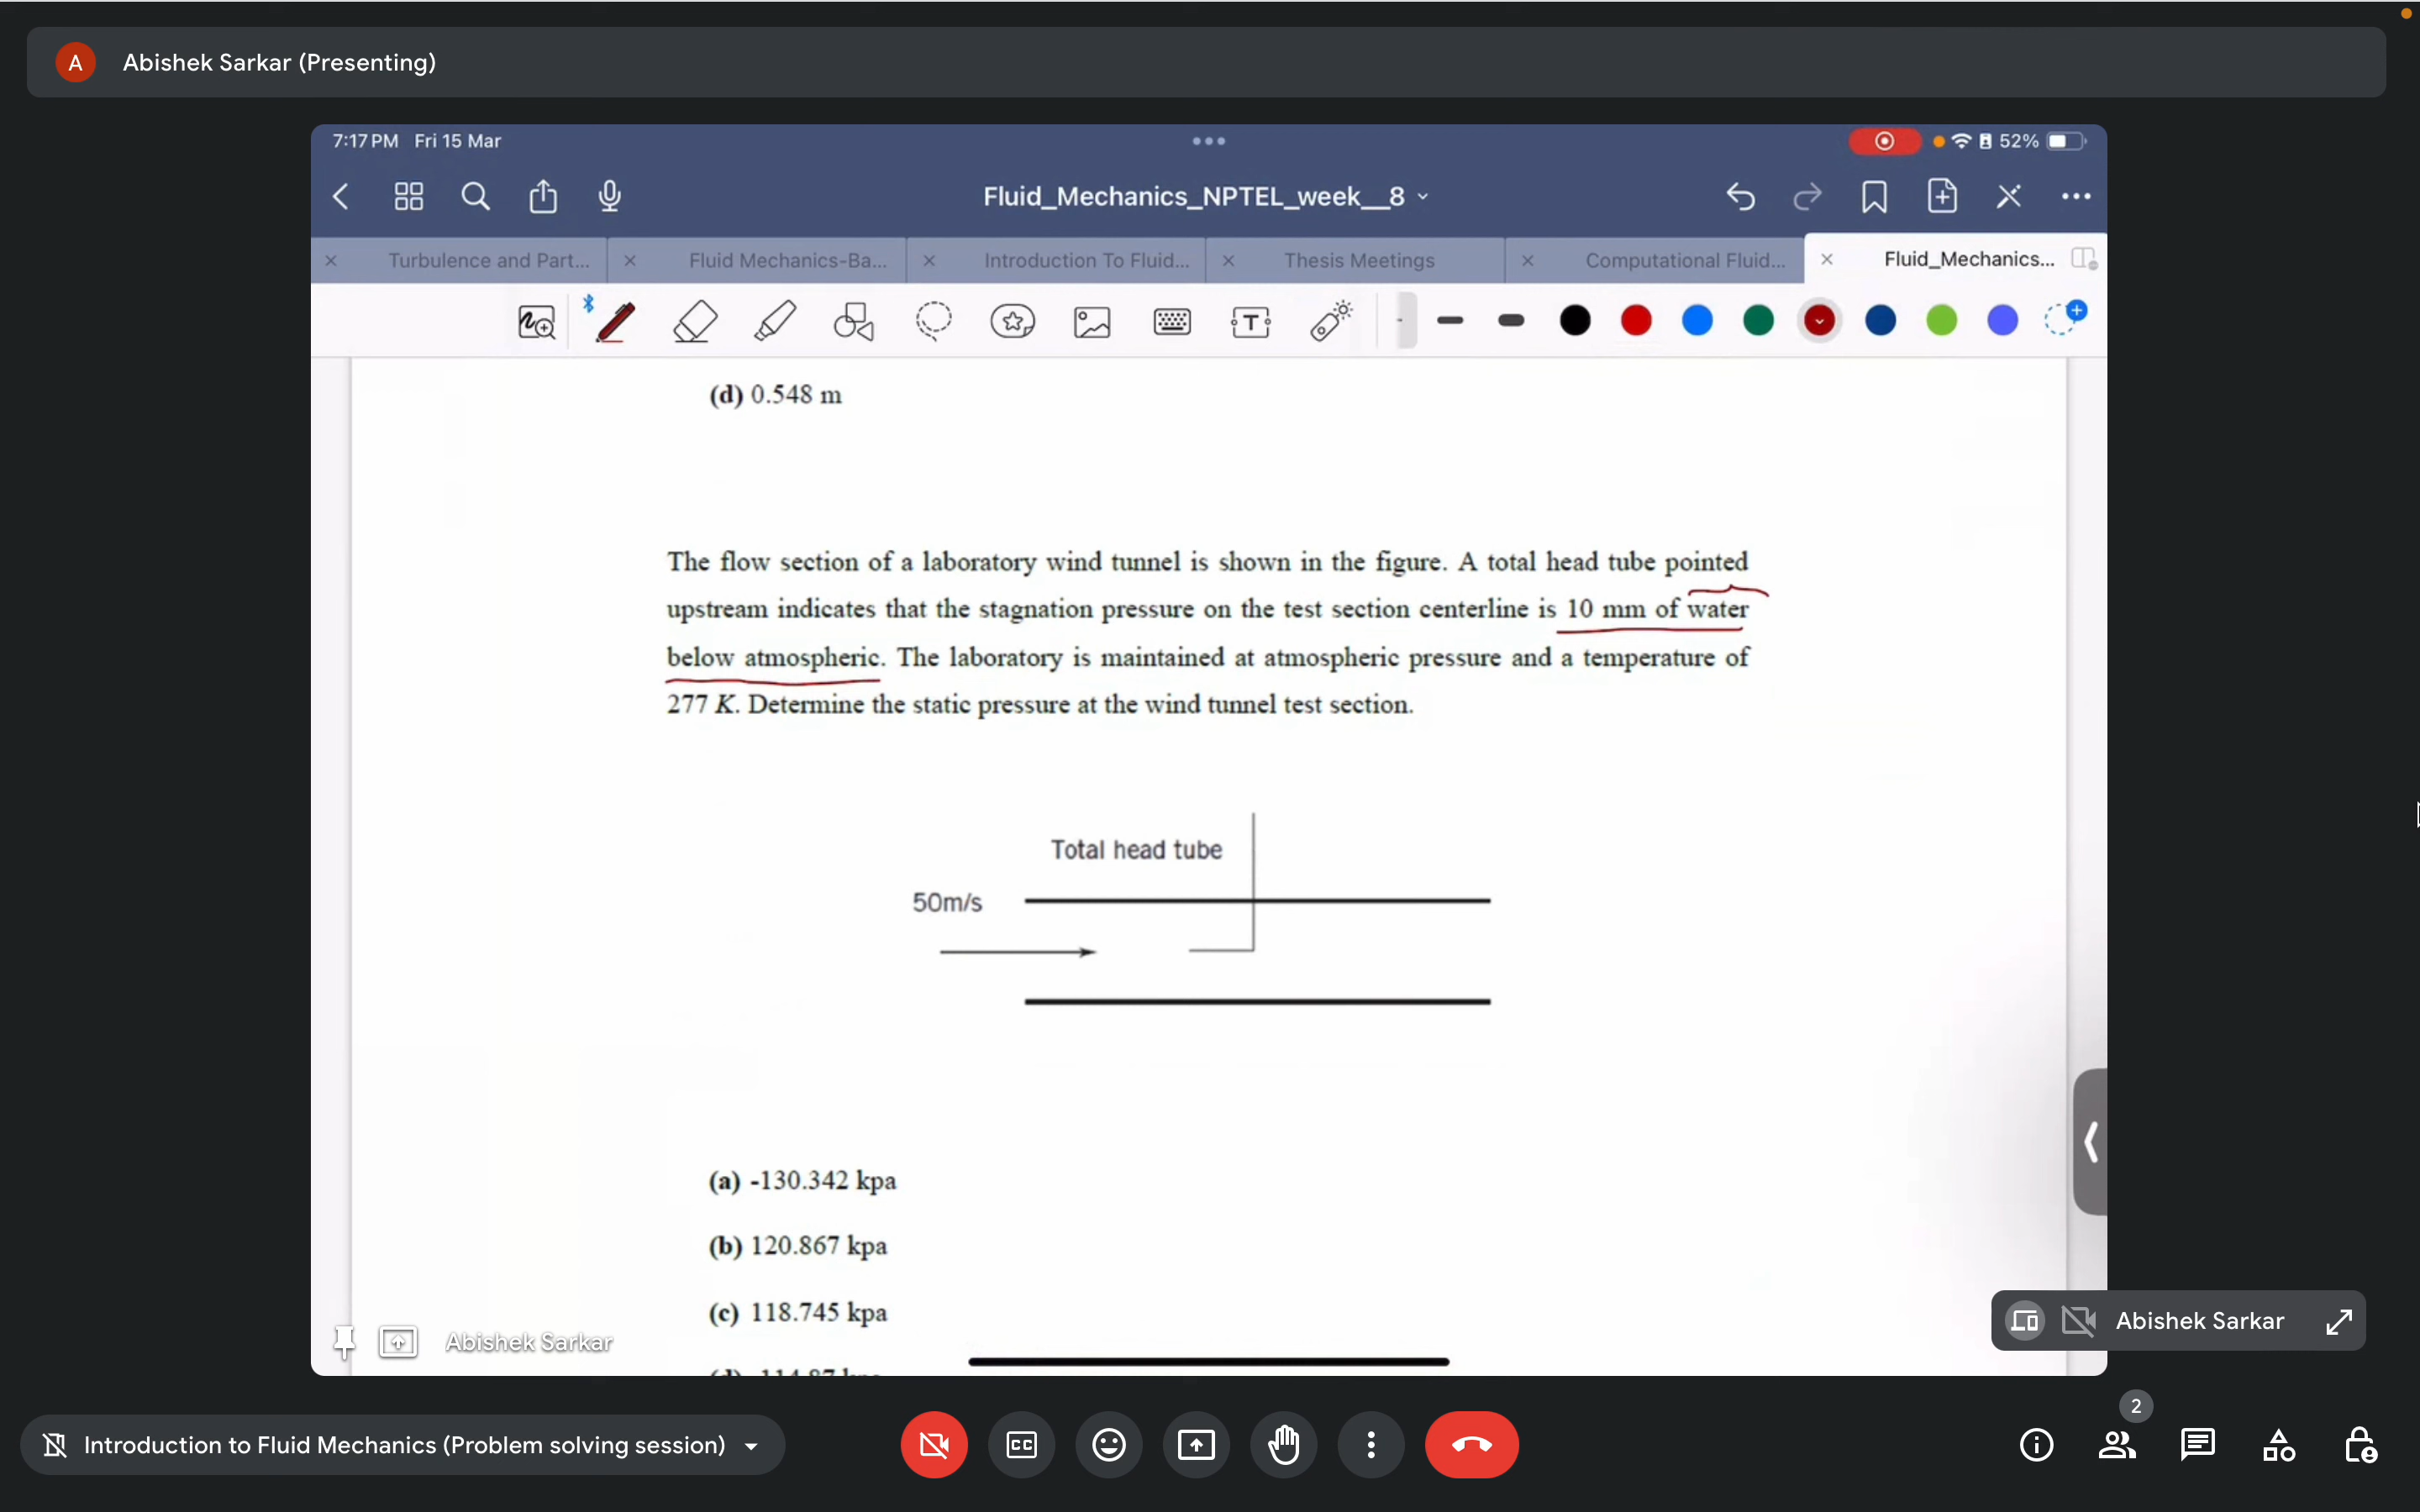 A Abishek Sarkar (Presenting)
7:17 PM Fri 15 Mar
52%
Fluid_Mechanics_NPTEL_week__8
Turbulence and Part...
Fluid Mechanics-Ba...
Introduction To Fluid...
Thesis Meetings
Computational Fluid...
Fluid_Mechanics...
(d) 0.548 m
The flow section of a laboratory wind tunnel is shown in the figure. A total head tube pointed
upstream indicates that the stagnation pressure on the test section centerline is 10 mm of water
below atmospheric. The laboratory is maintained at atmospheric pressure and a temperature of
277 K. Determine the static pressure at the wind tunnel test section.
Total head tube
50m/s
(a) -130.342 kpa
(b) 120.867 kpa
(c) 118.745 kpa
Abishek Sarkar
Abishek Sarkar
2
Introduction to Fluid Mechanics (Problem solving session)
CC